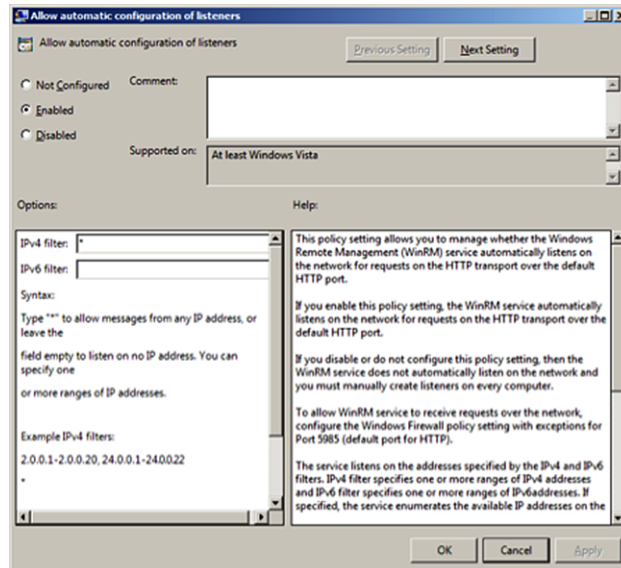 Allow automatic configuration of listeners
Allow automatic configuration of listeners
Previous Setting
Next Setting
Not Configured
Comment:
Enabled
Disabled
Supported on:
At least Windows Vista
Options:
Help:
IPv4 filter: *
IPv6 filter:
Syntax:
Type "*" to allow messages from any IP address, or
leave the
field empty to listen on no IP address. You can
specify one
or more ranges of IP addresses.
Example IPv4 filters:
2.0.0.1-2.0.0.20, 24.0.0.1-24.0.0.22
*
This policy setting allows you to manage whether the Windows
Remote Management (WinRM) service automatically listens on
the network for requests on the HTTP transport over the default
HTTP port.
If you enable this policy setting, the WinRM service automatically
listens on the network for requests on the HTTP transport over the
default HTTP port.
If you disable or do not configure this policy setting, then the
WinRM service does not automatically listen on the network and
you must manually create listeners on every computer.
To allow WinRM service to receive requests over the network,
configure the Windows Firewall policy setting with exceptions for
Port 5985 (default port for HTTP).
The service listens on the addresses specified by the IPv4 and IPv6
filters. IPv4 filter specifies one or more ranges of IPv4 addresses
and IPv6 filter specifies one or more ranges of IPv6addresses. If
specified, the service enumerates the available IP addresses on the
OK
Cancel
Apply